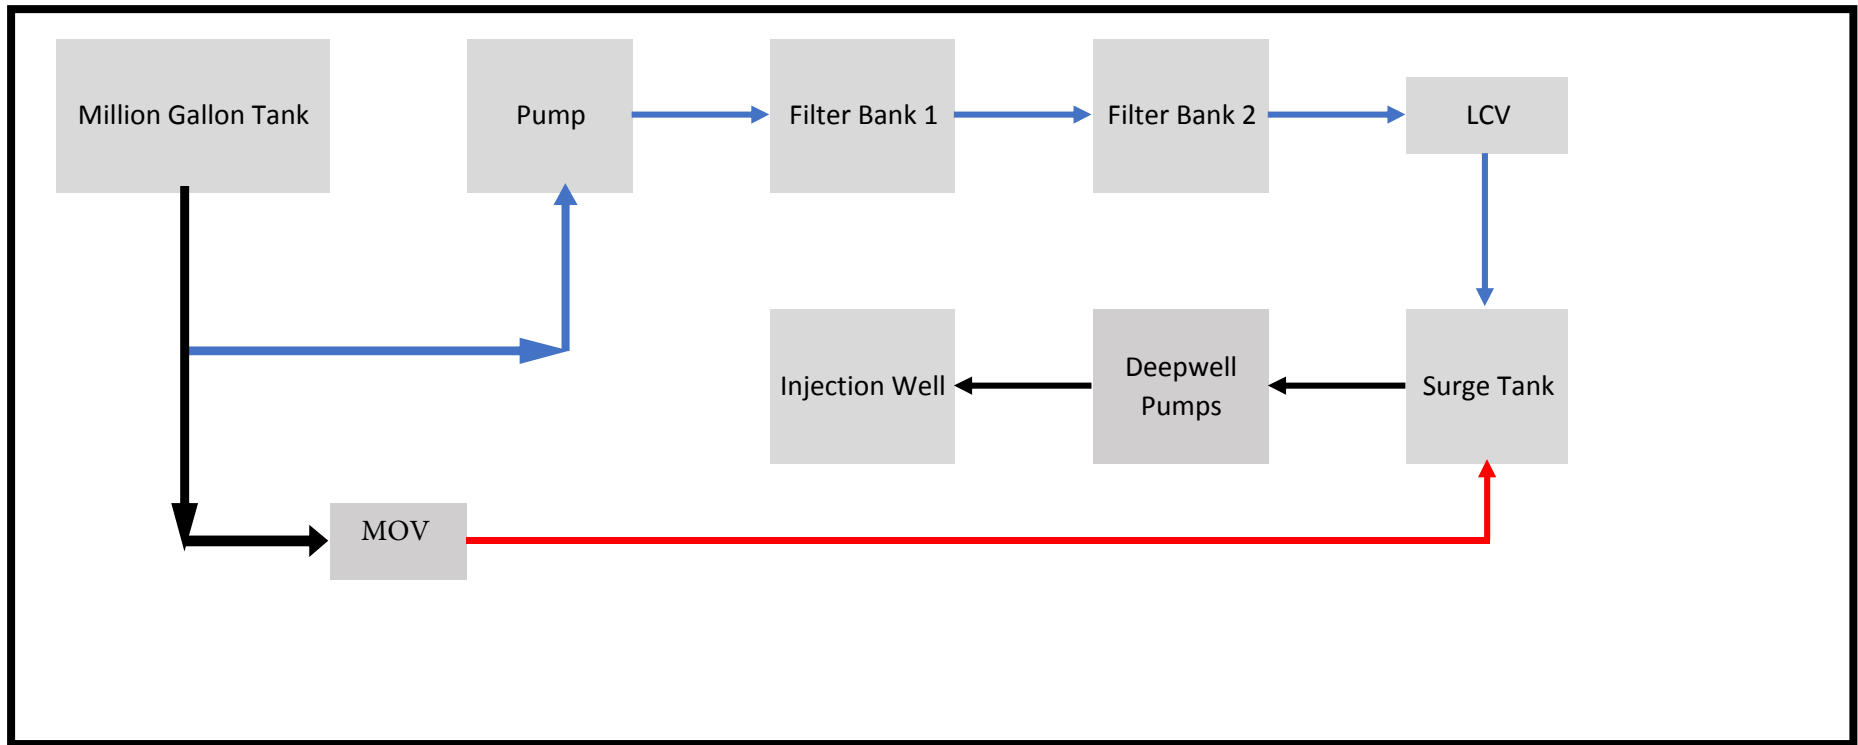 Million Gallon Tank
Pump
Filter Bank 1
Filter Bank 2
LCV
Injection Well
Deepwell
Pumps
Surge Tank
MOV